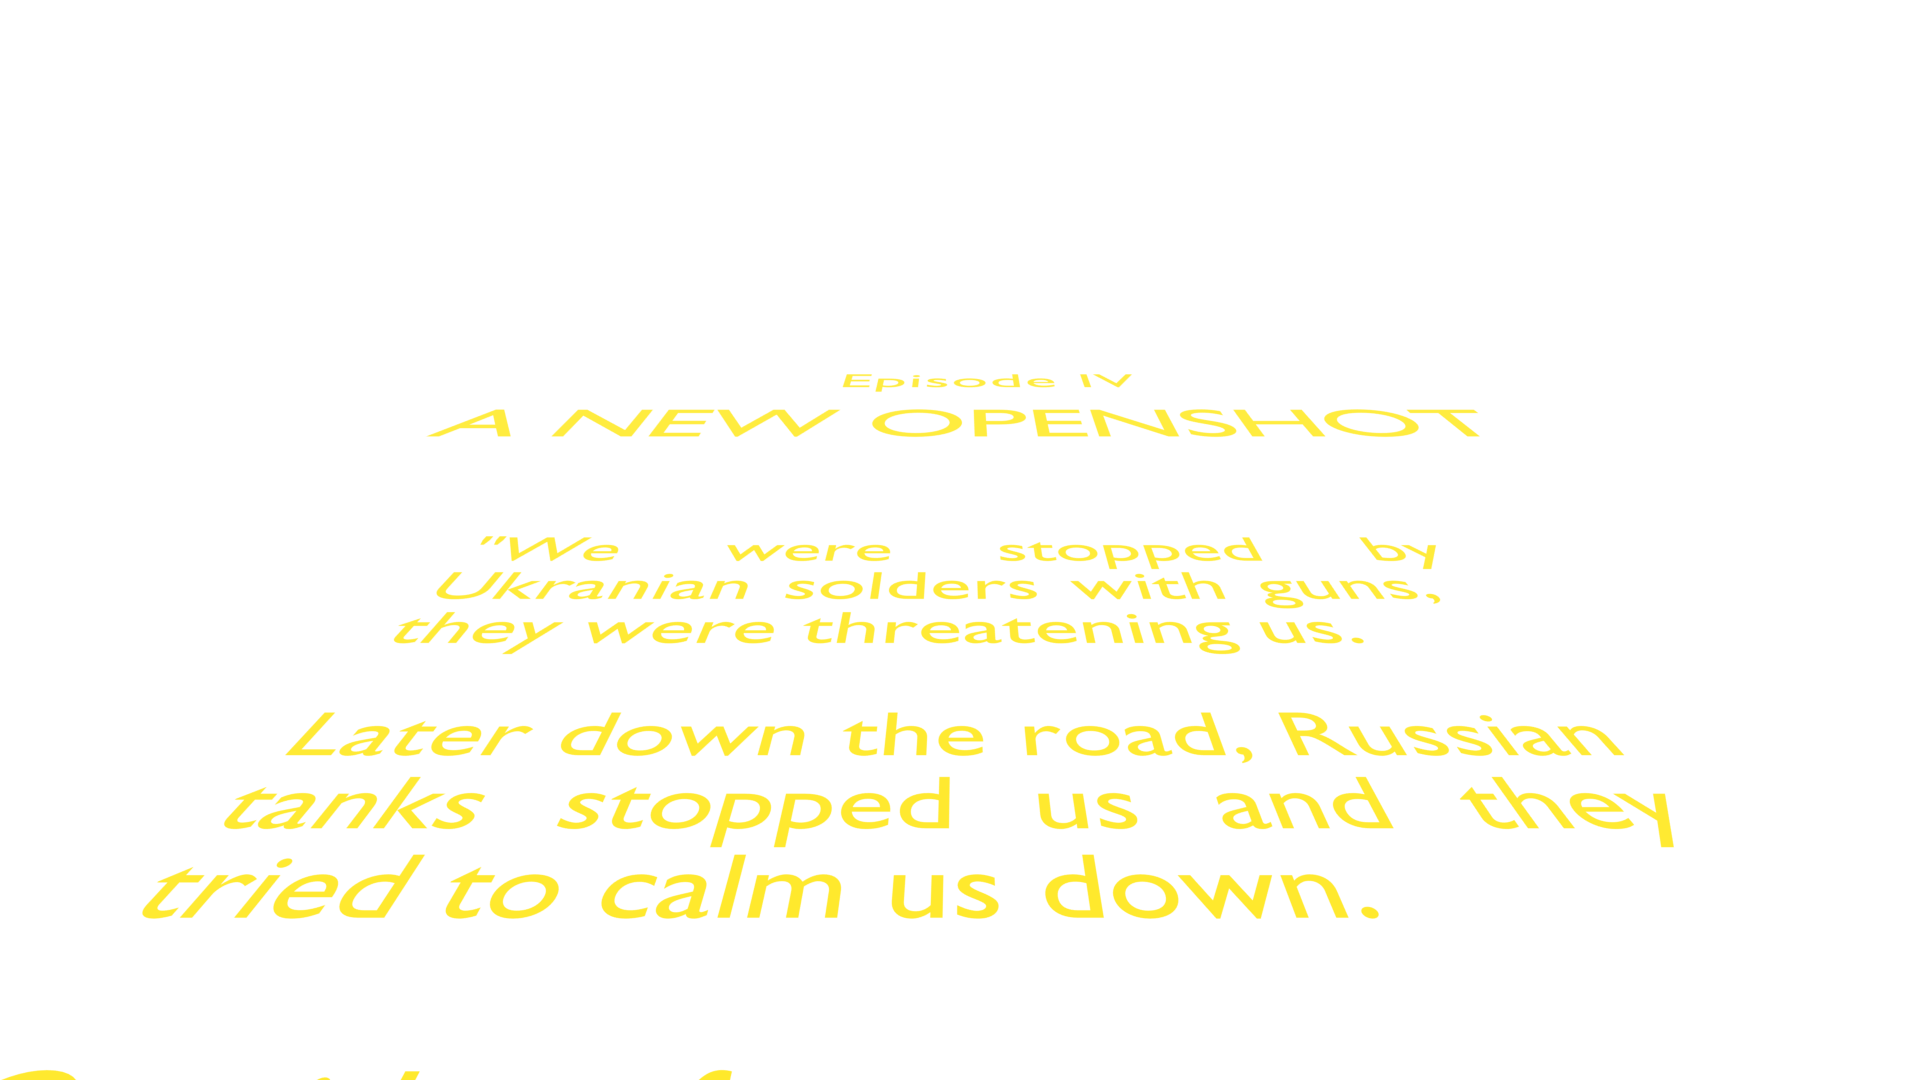 Episode IV
A NEW OPENSHOT
"We were stopped by
Ukranian solders with guns,
they were threatening us.
Later down the road, Russian
tanks stopped us and they
tried to calm us down.